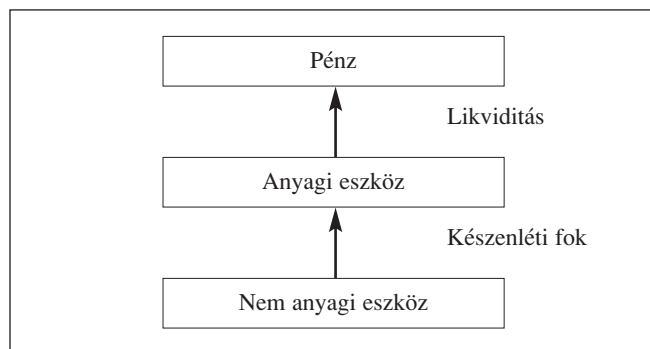 Pénz
Likviditás
Anyagi eszköz
Készenléti fok
Nem anyagi eszköz